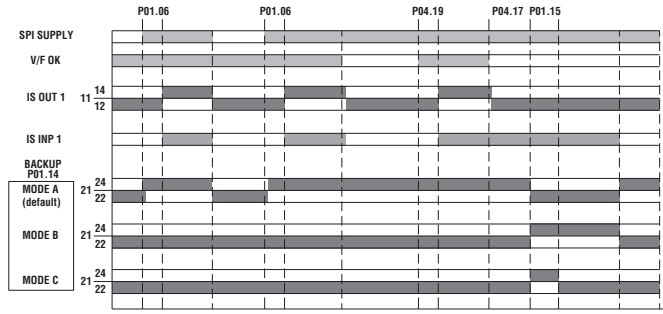 P01.06 P01.06 P04.19 P04.17 P01.15
SPI SUPPLY
V/F OK
IS OUT 1 11 14
12
IS INP 1
BACKUP
P01.14
MODE A 21 24
(default) 22
MODE B 21 24
22
MODE C 21 24
22